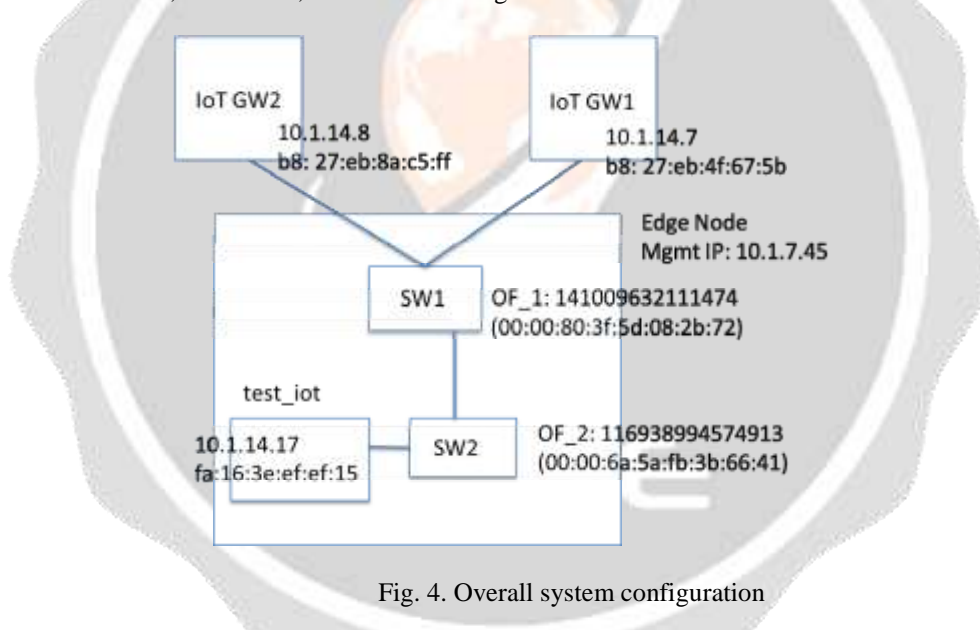 IoT GW2
IoT GW1
10.1.14.8
b8: 27:eb:8a:c5:ff
10.1.14.7
b8: 27:eb:4f:67:5b
Edge Node
Mgmt IP: 10.1.7.45
SW1
OF_1: 141009632111474
(00:00:80:3f:5d:08:2b:72)
test_iot
10.1.14.17
fa:16:3e:ef:ef:15
SW2
OF_2: 116938994574913
(00:00:6a:5a:fb:3b:66:41)
E
Fig. 4. Overall system configuration